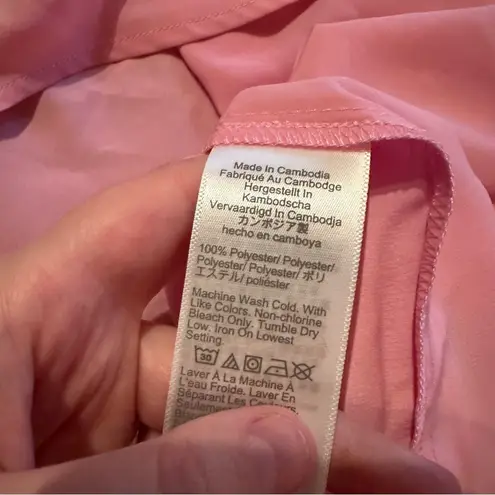 Made In Cambodia
Fabriqué Au Cambodge
Hergestellt In
Kambodscha
Vervaardigd In Cambodja
カンボジア製
hecho en camboya
100% Polyester/ Polyester/
Polyester/ Polyester/ ポリ
エステル/ poliéster
Machine Wash Cold. With
Like Colors. Non-chlorine
Bleach Only. Tumble Dry
Low. Iron On Lowest
Setting.
30
Laver À La Machine À
L'eau Froide. Laver En
Séparant Les Couleurs.
Seulement